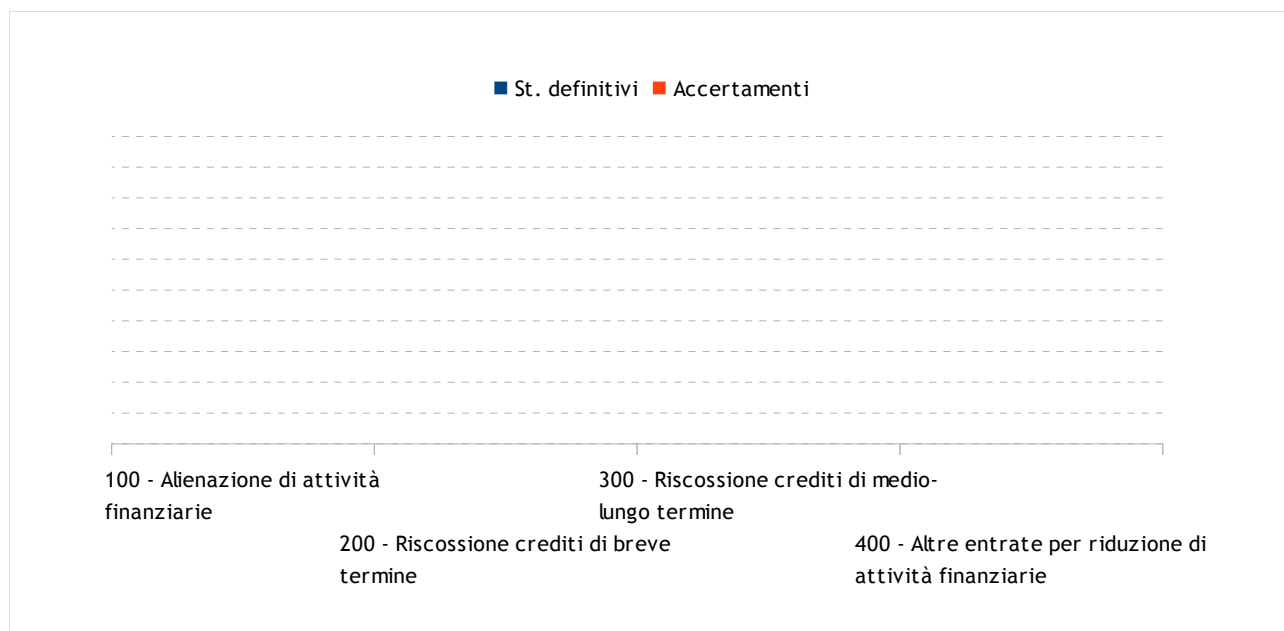 St. definitivi Accertamenti
100 - Alienazione di attività
finanziarie
200 - Riscossione crediti di breve
termine
300 - Riscossione crediti di medio-
lungo termine
400 - Altre entrate per riduzione di
attività finanziarie